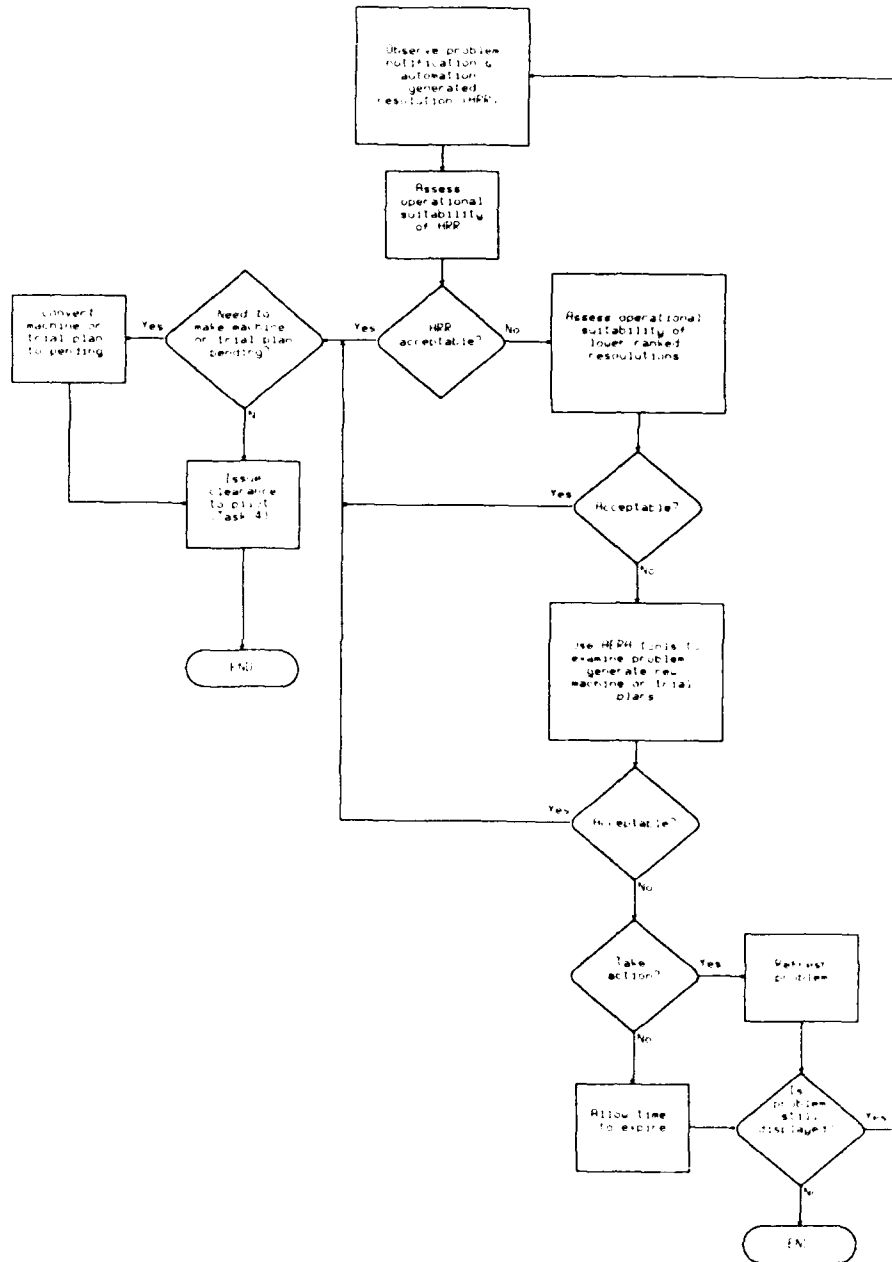 Observe problem
notification &
automation
generated
resolution (HRR).
Assess
operational
suitability
of HRR
HRR
acceptable?
Yes
No
Need to
make machine
or trial plan
pending?
Yes
N
Convert
machine or
trial plan
to pending
Issue
clearance
to pilot
(Task 4)
END
Assess operational
suitability of
lower ranked
resoulutions
Acceptable?
Yes
No
Use AERA
to
examine problem
generate new
machine or trial
plans
Acceptable?
Yes
No
Take
action?
Yes
No
problem
Allow time
to expire
Is
problem
still
displayed?
Yes
No
END